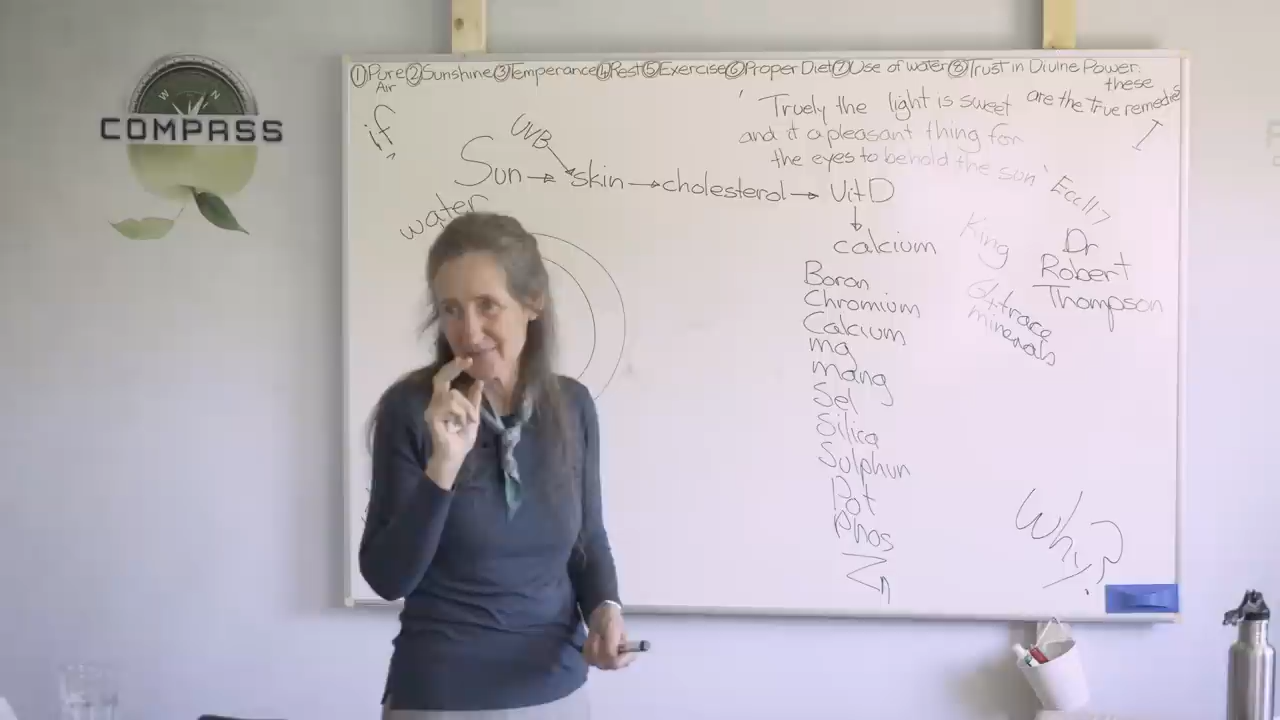 W N
COMPASS
①Pure Air ②Sunshine ③Temperance ④Rest ⑤Exercise ⑥Proper Diet ⑦Use of water ⑧Trust in Divine Power.
these
are the true remedies
if
' Truely the light is sweet
and it a pleasant thing for
the eyes to behold the sun' Eccl 11 7
UVB
Sun → skin → cholesterol → Vit D
water
calcium
King
Dr
Robert
Thompson
64 trace
minerals
Boron
Chromium
Calcium
mg
mang
Sel
Silica
Sulphur
Pot
Phos
Why?